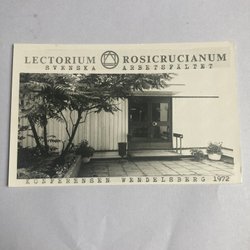 LECTORIUM ROSICRUCIANUM
SVENSKA ARBETSFÄLTET
KONFERENSEN WENDELSBERG 1972